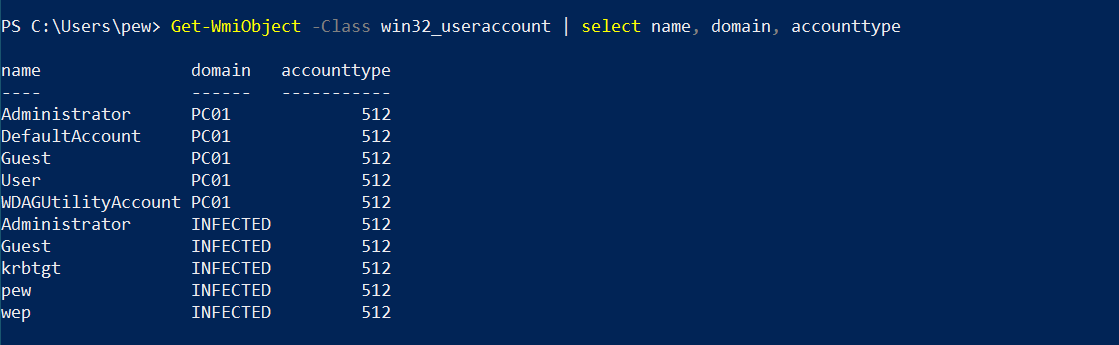 PS C:\Users\pew> Get-WmiObject -Class win32_useraccount | select name, domain, accounttype
name domain accounttype
---- ------ -----------
Administrator PC01 512
DefaultAccount PC01 512
Guest PC01 512
User PC01 512
WDAGUtilityAccount PC01 512
Administrator INFECTED 512
Guest INFECTED 512
krbtgt INFECTED 512
pew INFECTED 512
wep INFECTED 512